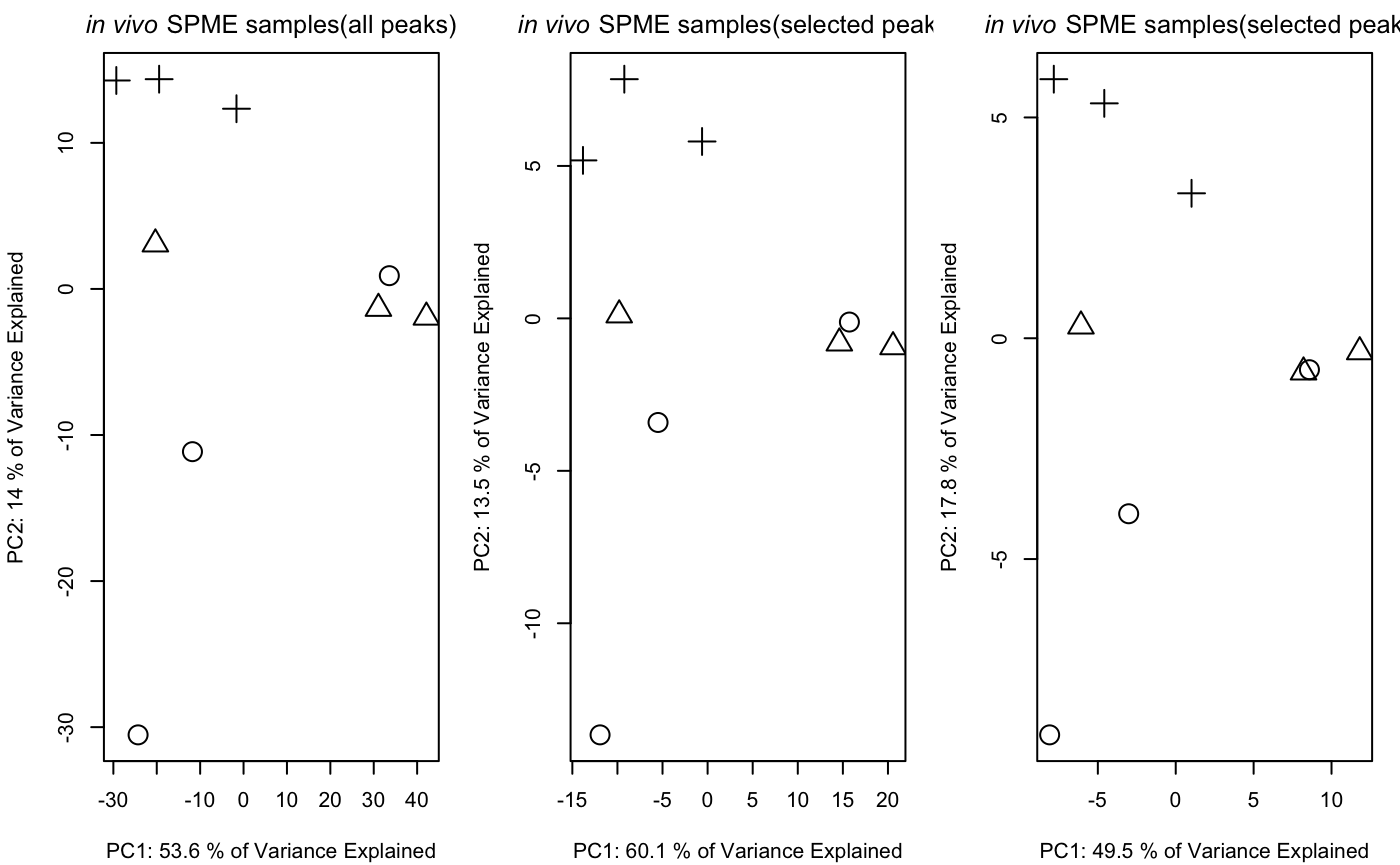 in vivo SPME samples(all peaks)
10
0
-10
-20
-30
PC2: 14 % of Variance Explained
-30 -10 0 10 20 30 40
PC1: 53.6 % of Variance Explained
in vivo SPME samples(selected peak
5
0
-5
-10
PC2: 13.5 % of Variance Explained
-15 -5 0 5 10 15 20
PC1: 60.1 % of Variance Explained
in vivo SPME samples(selected peak
5
0
-5
PC2: 17.8 % of Variance Explained
-5 0 5 10
PC1: 49.5 % of Variance Explained